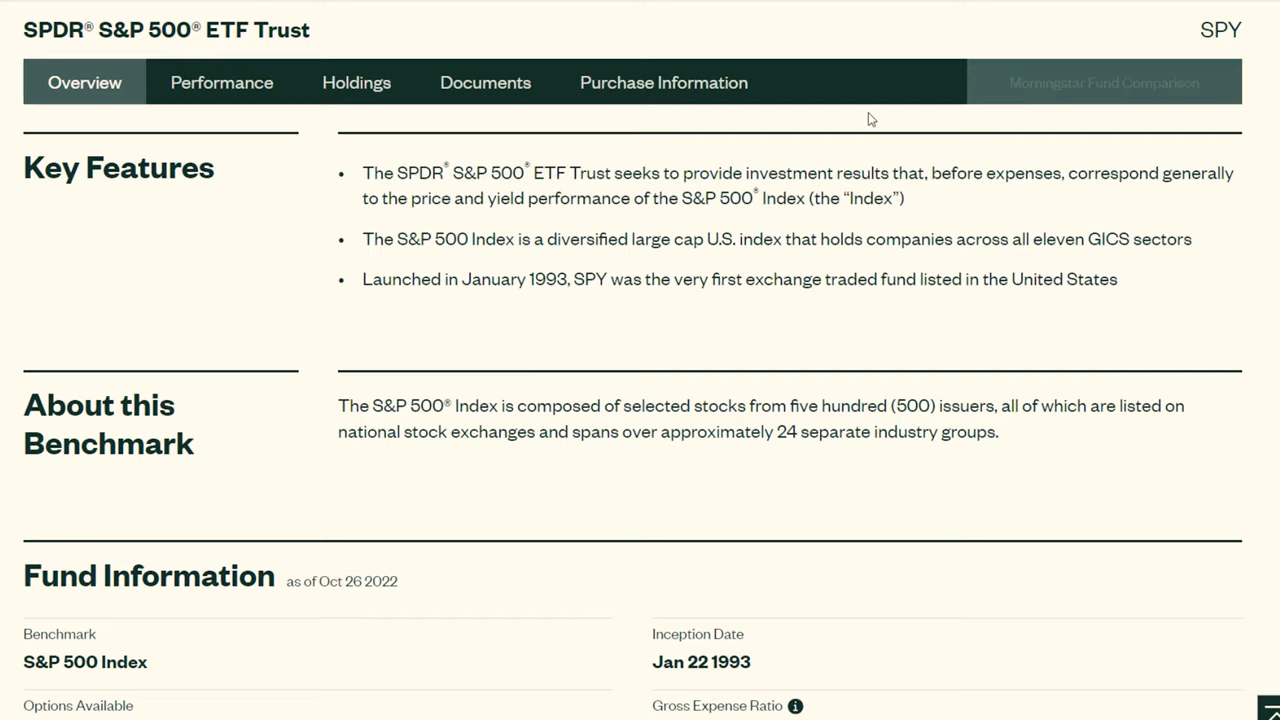 SPDR® S&P 500® ETF Trust
SPY
Overview
Performance
Holdings
Documents
Purchase Information
Morningstar Fund Comparison
Key Features
• The SPDR® S&P 500® ETF Trust seeks to provide investment results that, before expenses, correspond generally
to the price and yield performance of the S&P 500® Index (the “Index”)
• The S&P 500 Index is a diversified large cap U.S. index that holds companies across all eleven GICS sectors
• Launched in January 1993, SPY was the very first exchange traded fund listed in the United States
About this
Benchmark
The S&P 500® Index is composed of selected stocks from five hundred (500) issuers, all of which are listed on
national stock exchanges and spans over approximately 24 separate industry groups.
Fund Information as of Oct 26 2022
Benchmark
S&P 500 Index
Inception Date
Jan 22 1993
Options Available
Gross Expense Ratio